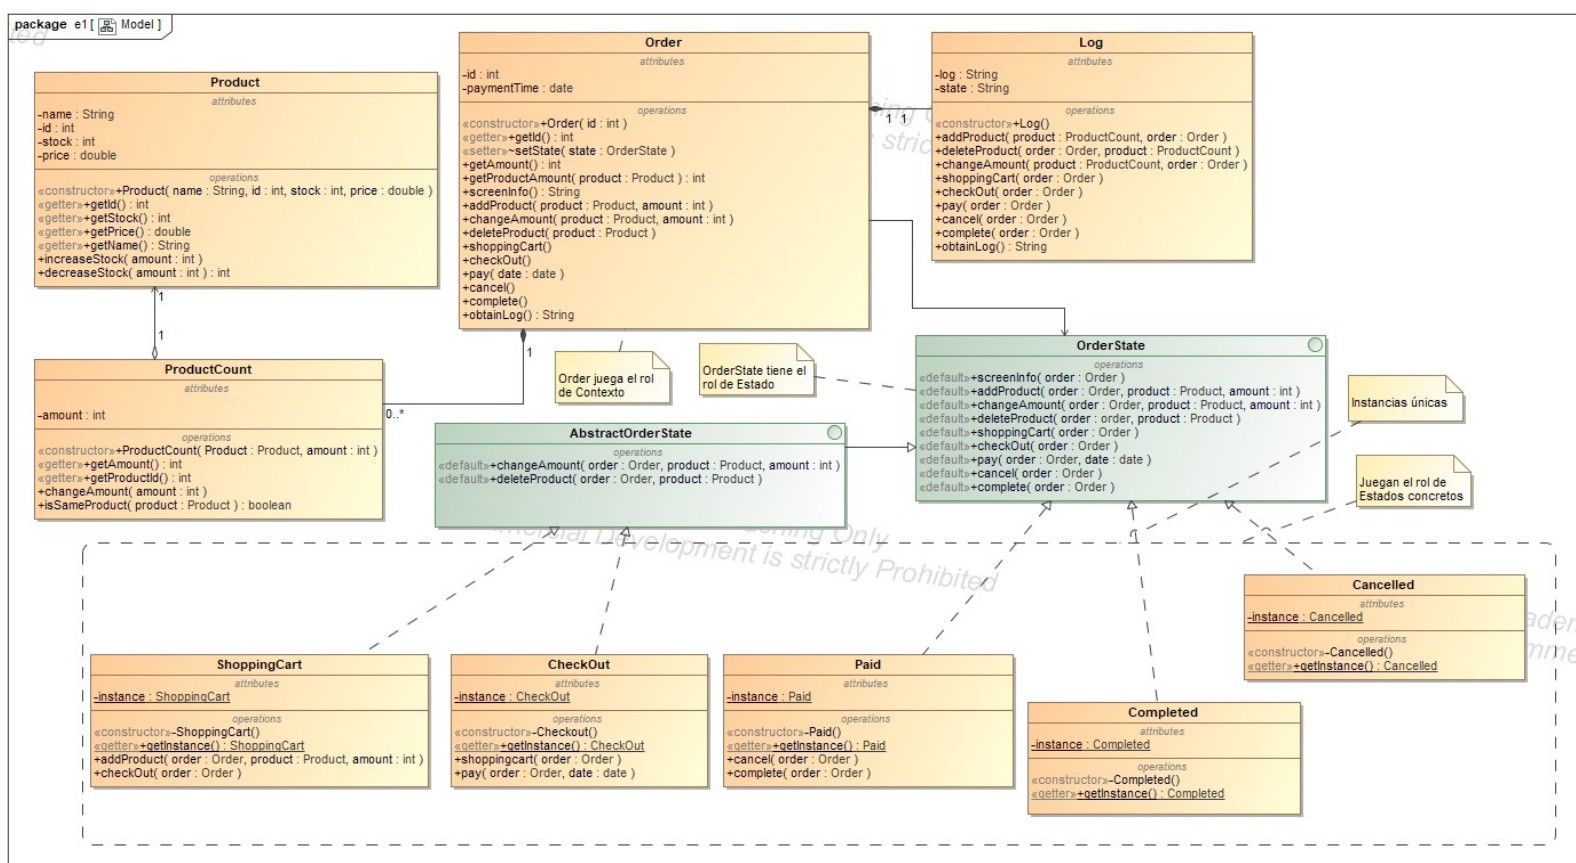 package e1 [ Model ]
Product
attributes
-name : String
-id : int
-stock : int
-price : double
operations
«constructor»+Product( name : String, id : int, stock : int, price : double )
«getter»+getId() : int
«getter»+getStock() : int
«getter»+getPrice() : double
«getter»+getName() : String
+increaseStock( amount : int )
+decreaseStock( amount : int ) : int
1
1
ProductCount
attributes
-amount : int
operations
«constructor»+ProductCount( Product : Product, amount : int )
«getter»+getAmount() : int
«getter»+getProductId() : int
+changeAmount( amount : int )
+isSameProduct( product : Product ) : boolean
0..*
1
Order
attributes
-id : int
-paymentTime : date
operations
«constructor»+Order( id : int )
«getter»+getId() : int
«setter»~setState( state : OrderState )
+getAmount() : int
+getProductAmount( product : Product ) : int
+screenInfo() : String
+addProduct( product : Product, amount : int )
+changeAmount( product : Product, amount : int )
+deleteProduct( product : Product )
+shoppingCart()
+checkOut()
+pay( date : date )
+cancel()
+complete()
+obtainLog() : String
1 1
Log
attributes
-log : String
-state : String
operations
«constructor»+Log()
+addProduct( product : ProductCount, order : Order )
+deleteProduct( order : Order, product : ProductCount )
+changeAmount( product : ProductCount, order : Order )
+shoppingCart( order : Order )
+checkOut( order : Order )
+pay( order : Order )
+cancel( order : Order )
+complete( order : Order )
+obtainLog() : String
Order juega el rol
de Contexto
OrderState tiene el
rol de Estado
OrderState
operations
«default»+screenInfo( order : Order )
«default»+addProduct( order : Order, product : Product, amount : int )
«default»+changeAmount( order : Order, product : Product, amount : int )
«default»+deleteProduct( order : order, product : Product )
«default»+shoppingCart( order : Order )
«default»+checkOut( order : Order )
«default»+pay( order : Order, date : date )
«default»+cancel( order : Order )
«default»+complete( order : Order )
Instancias únicas
Juegan el rol de
Estados concretos
AbstractOrderState
operations
«default»+changeAmount( order : Order, product : Product, amount : int )
«default»+deleteProduct( order : Order, product : Product )
Only
Development is strictly Prohibited
ShoppingCart
attributes
-instance : ShoppingCart
operations
«constructor»-ShoppingCart()
«getter»+getInstance() : ShoppingCart
+addProduct( order : Order, product : Product, amount : int )
+checkOut( order : Order )
CheckOut
attributes
-instance : CheckOut
operations
«constructor»-Checkout()
«getter»+getInstance() : CheckOut
+shoppingcart( order : Order )
+pay( order : Order, date : date )
Paid
attributes
-instance : Paid
operations
«constructor»-Paid()
«getter»+getInstance() : Paid
+cancel( order : Order )
+complete( order : Order )
Completed
attributes
-instance : Completed
operations
«constructor»-Completed()
«getter»+getInstance() : Completed
Cancelled
attributes
-instance : Cancelled
operations
«constructor»-Cancelled()
«getter»+getInstance() : Cancelled